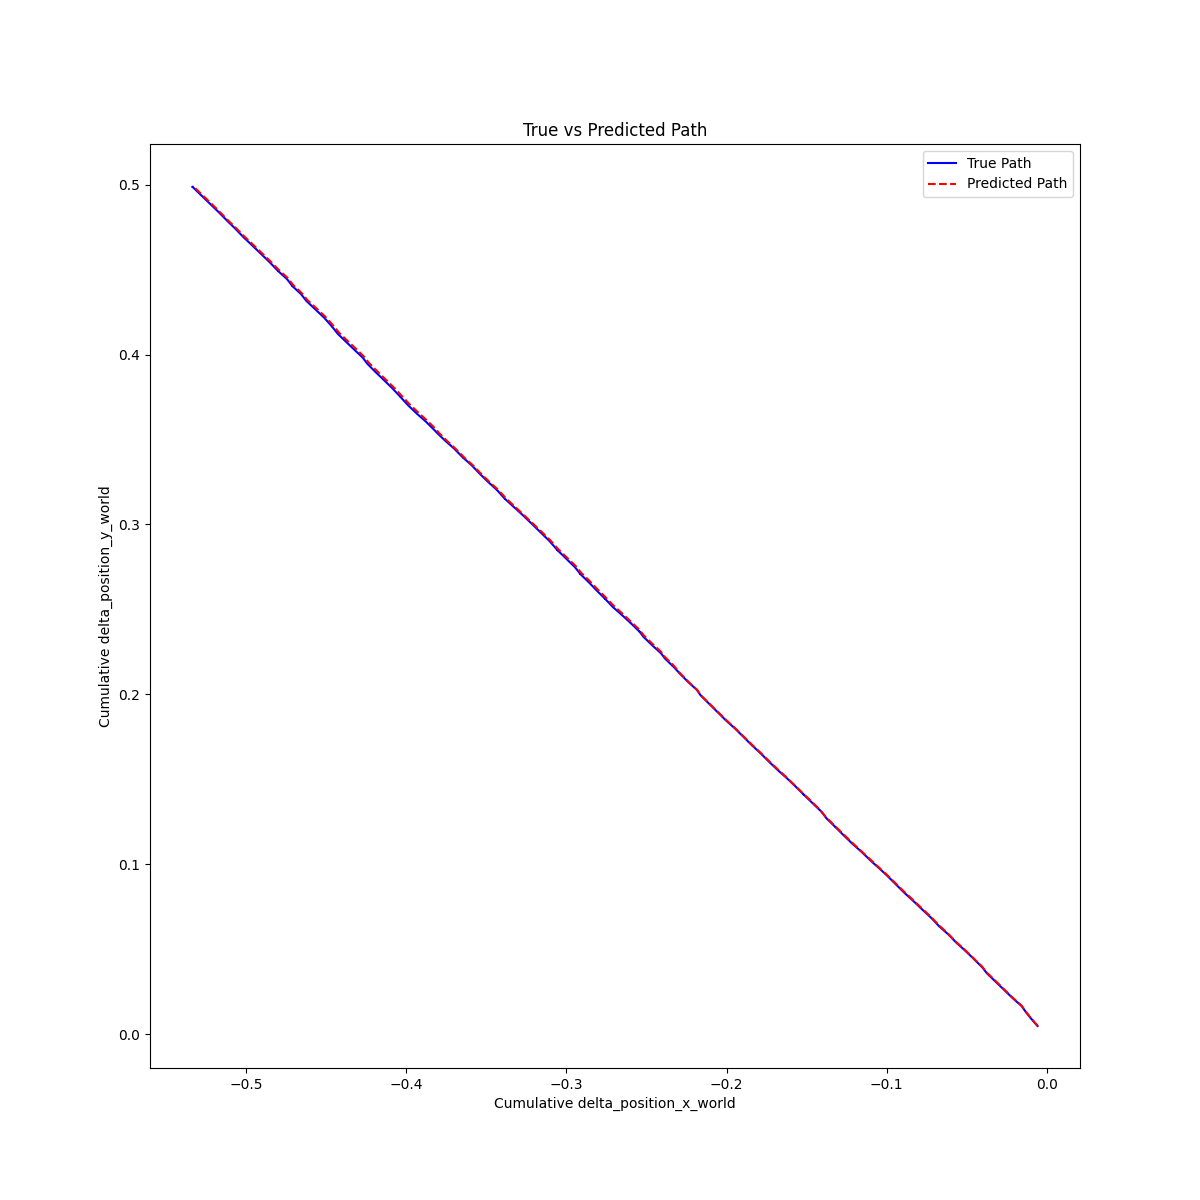 True vs Predicted Path
True Path
Predicted Path
0.5
0.4
0.3
0.2
0.1
0.0
Cumulative delta_position_y_world
−0.5 −0.4 −0.3 −0.2 −0.1 0.0
Cumulative delta_position_x_world